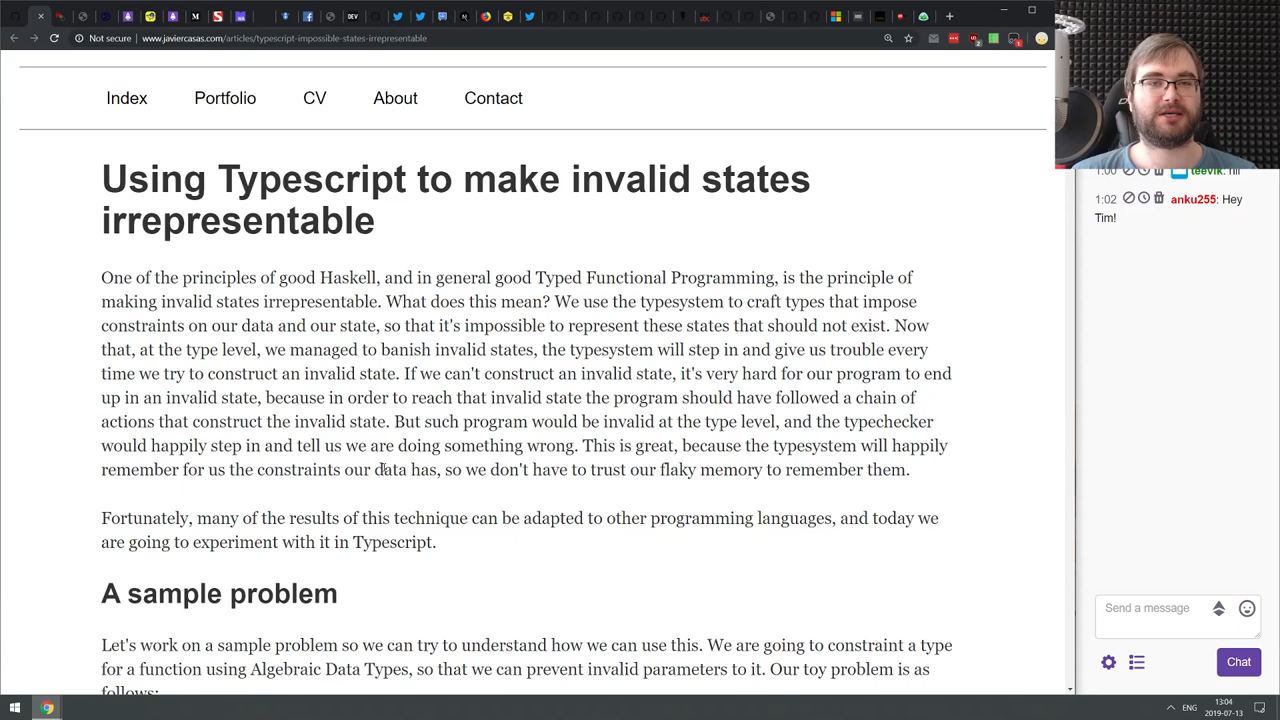 DEV
abc
Not secure
www.javiercasas.com/articles/typescript-impossible-states-irrepresentable
2
1
Index
Portfolio
CV
About
Contact
Using Typescript to make invalid states
irrepresentable
One of the principles of good Haskell, and in general good Typed Functional Programming, is the principle of
making invalid states irrepresentable. What does this mean? We use the typesystem to craft types that impose
constraints on our data and our state, so that it's impossible to represent these states that should not exist. Now
that, at the type level, we managed to banish invalid states, the typesystem will step in and give us trouble every
time we try to construct an invalid state. If we can't construct an invalid state, it's very hard for our program to end
up in an invalid state, because in order to reach that invalid state the program should have followed a chain of
actions that construct the invalid state. But such program would be invalid at the type level, and the typechecker
would happily step in and tell us we are doing something wrong. This is great, because the typesystem will happily
remember for us the constraints our data has, so we don't have to trust our flaky memory to remember them.
Fortunately, many of the results of this technique can be adapted to other programming languages, and today we
are going to experiment with it in Typescript.
A sample problem
Let's work on a sample problem so we can try to understand how we can use this. We are going to constraint a type
for a function using Algebraic Data Types, so that we can prevent invalid parameters to it. Our toy problem is as
follows:
1:00 teevik: hi!
1:02 anku255: Hey
Tim!
Send a message
Chat
ENG
13:04
2019-07-13